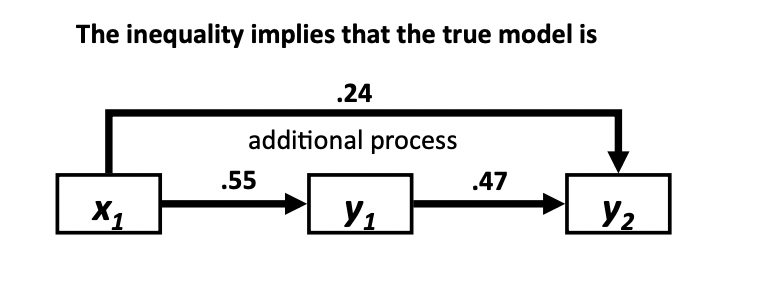 The inequality implies that the true model is
.24
additional process
.55
.47
x1
y1
y2